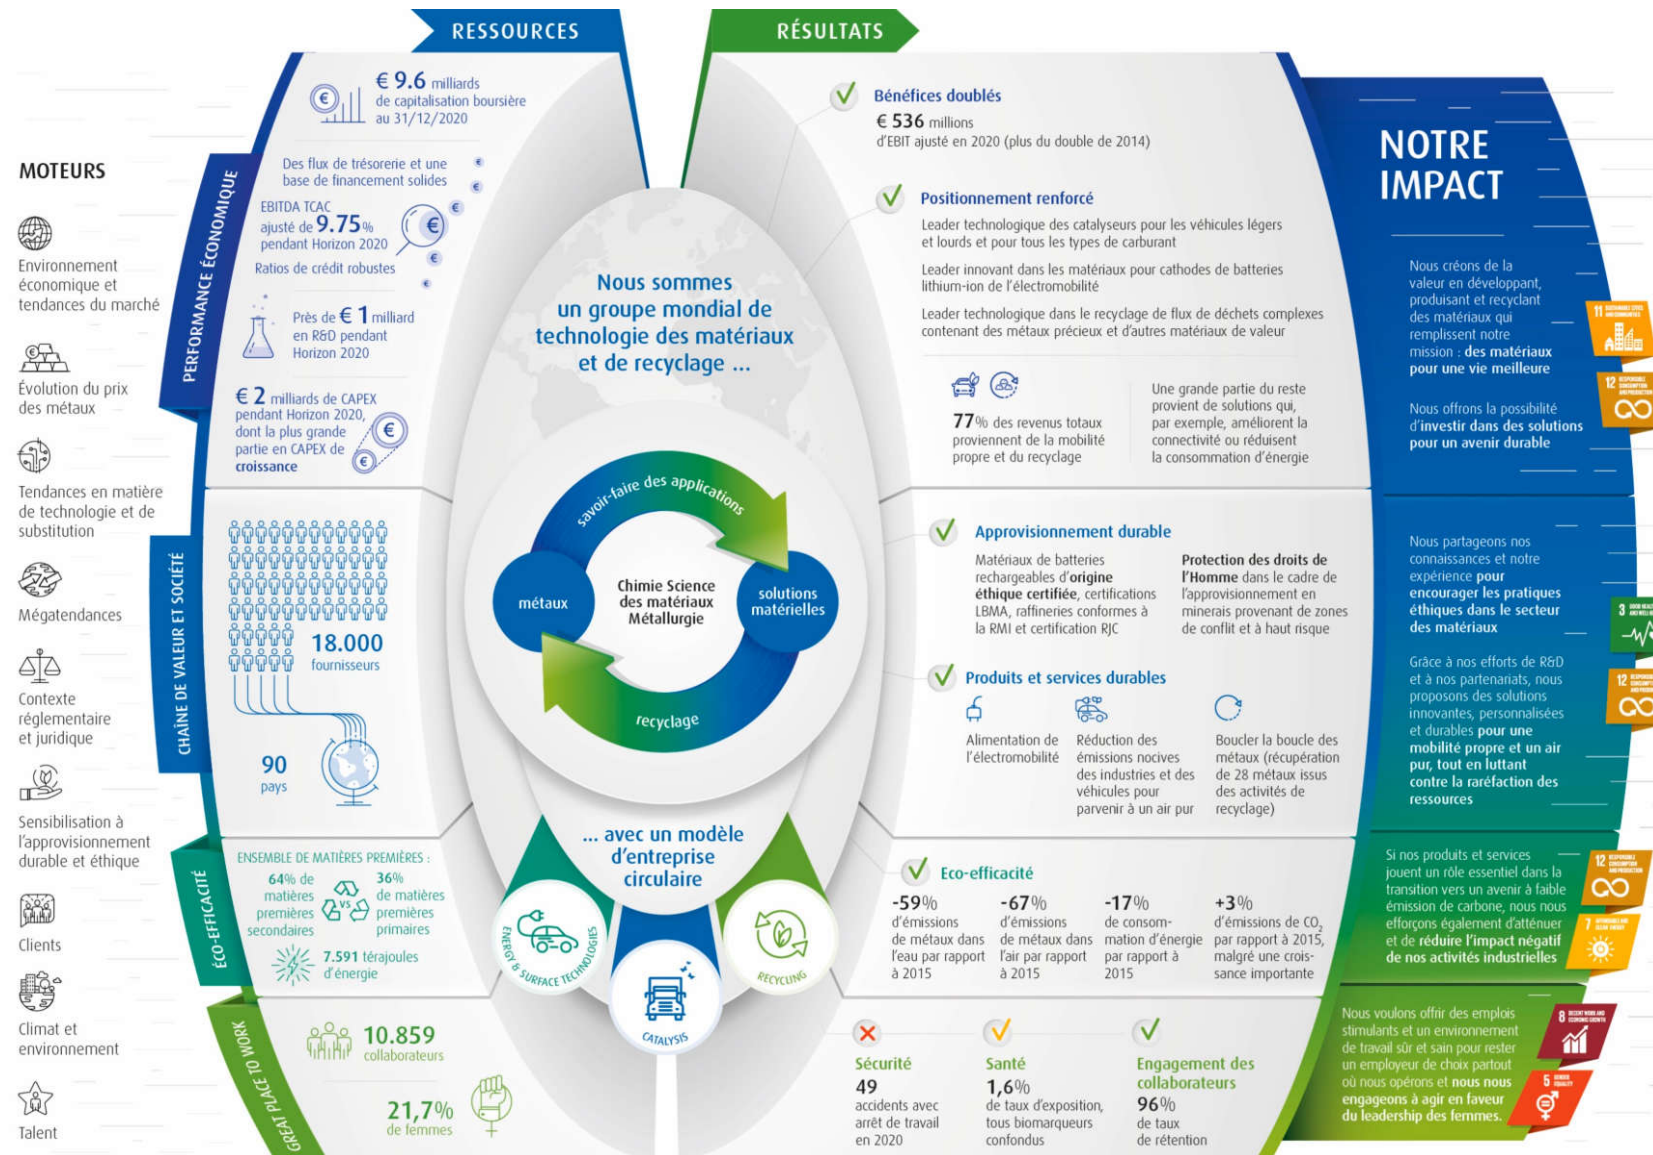 RESSOURCES
RÉSULTATS
MOTEURS
Environnement
économique et
tendances du marché
Évolution du prix
des métaux
Tendances en matière
de technologie et de
substitution
Mégatendances
Contexte
réglementaire
et juridique
Sensibilisation à
l'approvisionnement
durable et éthique
Clients
Climat et
environnement
Talent
PERFORMANCE ÉCONOMIQUE
€ 9.6 milliards
de capitalisation boursière
au 31/12/2020
Des flux de trésorerie et une
base de financement solides
EBITDA TCAC
ajusté de 9.75%
pendant Horizon 2020
Ratios de crédit robustes
Près de € 1 milliard
en R&D pendant
Horizon 2020
€ 2 milliards de CAPEX
pendant Horizon 2020,
dont la plus grande
partie en CAPEX de
croissance
CHAÎNE DE VALEUR ET SOCIÉTÉ
18.000
fournisseurs
90
pays
ÉCO-EFFICACITÉ
ENSEMBLE DE MATIÈRES PREMIÈRES :
64% de
matières
premières
secondaires
VS
36%
de matières
premières
primaires
7.591 térajoules
d'énergie
GREAT PLACE TO WORK
10.859
collaborateurs
21,7%
de femmes
Nous sommes
un groupe mondial de
technologie des matériaux
et de recyclage ...
savoir-faire des applications
métaux
Chimie Science
des matériaux
Métallurgie
solutions
matérielles
recyclage
... avec un modèle
d'entreprise
circulaire
ENERGY & SURFACE TECHNOLOGIES
CATALYSIS
RECYCLING
Bénéfices doublés
€ 536 millions
d'EBIT ajusté en 2020 (plus du double de 2014)
Positionnement renforcé
Leader technologique des catalyseurs pour les véhicules légers
et lourds et pour tous les types de carburant
Leader innovant dans les matériaux pour cathodes de batteries
lithium-ion de l'électromobilité
Leader technologique dans le recyclage de flux de déchets complexes
contenant des métaux précieux et d'autres matériaux de valeur
77% des revenus totaux
proviennent de la mobilité
propre et du recyclage
Une grande partie du reste
provient de solutions qui,
par exemple, améliorent la
connectivité ou réduisent
la consommation d'énergie
Approvisionnement durable
Matériaux de batteries
rechargeables d'origine
éthique certifiée, certifications
LBMA, raffineries conformes à
la RMI et certification RJC
Protection des droits de
l'Homme dans le cadre de
l'approvisionnement en
minerais provenant de zones
de conflit et à haut risque
Produits et services durables
Alimentation de
l'électromobilité
Réduction des
émissions nocives
des industries et des
véhicules pour
parvenir à un air pur
Boucler la boucle des
métaux (récupération
de 28 métaux issus
des activités de
recyclage)
Eco-efficacité
-59%
d'émissions
de métaux dans
l'eau par rapport
à 2015
-67%
d'émissions
de métaux dans
l'air par rapport
à 2015
-17%
de consom-
mation d'énergie
par rapport à
2015
+3%
d'émissions de CO2
par rapport à 2015,
malgré une crois-
sance importante
Sécurité
49
accidents avec
arrêt de travail
en 2020
Santé
1,6%
de taux d'exposition,
tous biomarqueurs
confondus
Engagement des
collaborateurs
96%
de taux
de rétention
NOTRE
IMPACT
Nous créons de la
valeur en développant,
produisant et recyclant
des matériaux qui
remplissent notre
mission : des matériaux
pour une vie meilleure
Nous offrons la possibilité
d'investir dans des solutions
pour un avenir durable
11
12
Nous partageons nos
connaissances et notre
expérience pour
encourager les pratiques
éthiques dans le secteur
des matériaux
Grâce à nos efforts de R&D
et à nos partenariats, nous
proposons des solutions
innovantes, personnalisées
et durables pour une
mobilité propre et un air
pur, tout en luttant
contre la raréfaction des
ressources
3
12
Si nos produits et services
jouent un rôle essentiel dans la
transition vers un avenir à faible
émission de carbone, nous nous
efforçons également d'atténuer
et de réduire l'impact négatif
de nos activités industrielles
12
7
Nous voulons offrir des emplois
stimulants et un environnement
de travail sûr et sain pour rester
un employeur de choix partout
où nous opérons et nous nous
engageons à agir en faveur
du leadership des femmes.
8
5